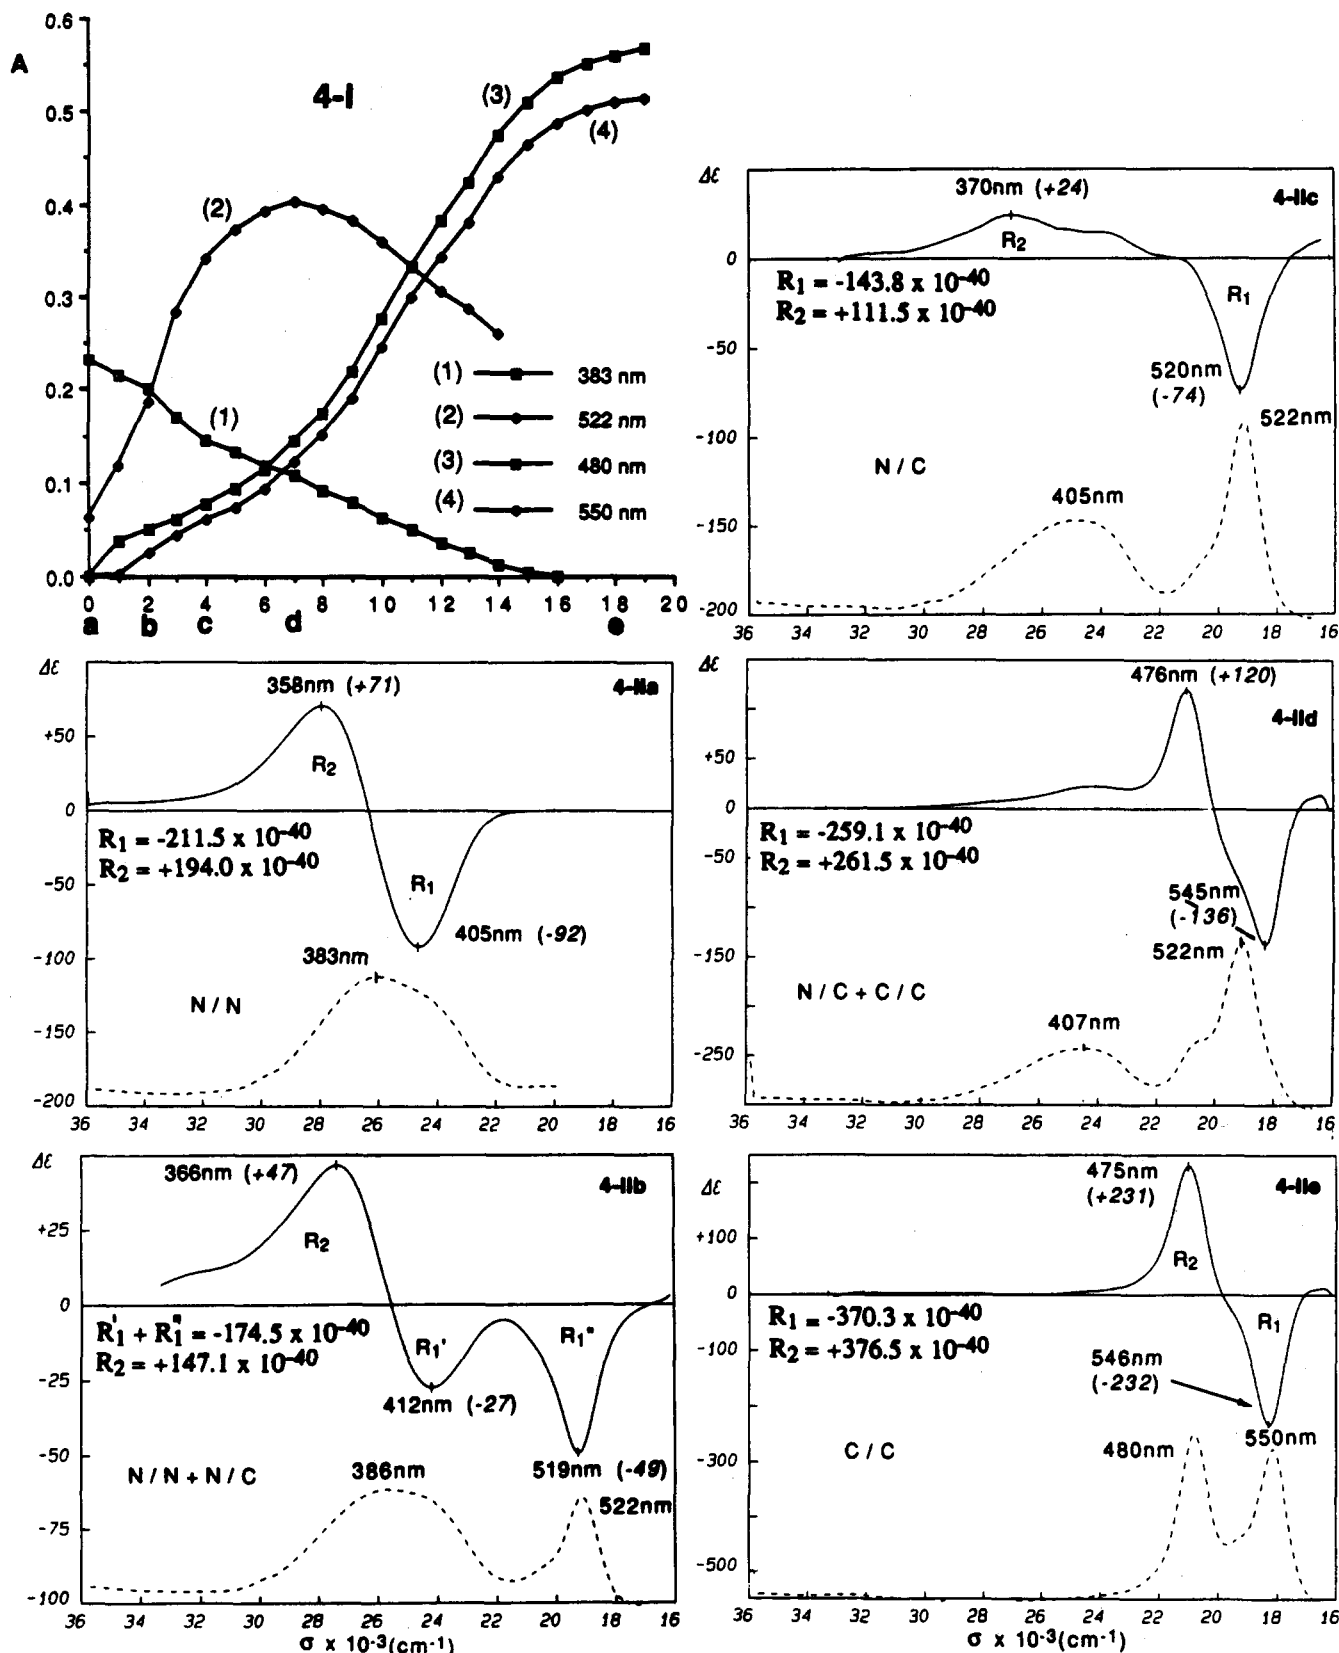 0.6
A
4-I
(3)
0.5
(4)
0.4
(2)
0.3
(1) 383 nm
0.2
(1)
(2) 522 nm
(3) 480 nm
0.1
(4) 550 nm
0.0
0 2 4 6 8 10 12 14 16 18 20
a b c d e
Δε
370nm (+24)
4-IIc
R2
0
R1 = -143.8 x 10-40
R2 = +111.5 x 10-40
R1
-50
520nm
(-74)
522nm
-100
N / C
405nm
-150
-200
36 34 32 30 28 26 24 22 20 18 16
Δε
358nm (+71)
4-IIa
+50
R2
0
R1 = -211.5 x 10-40
R2 = +194.0 x 10-40
-50
R1
405nm (-92)
-100
383nm
N / N
-150
-200
36 34 32 30 28 26 24 22 20 18 16
Δε
476nm (+120)
4-IId
+50
0
R1 = -259.1 x 10-40
R2 = +261.5 x 10-40
-50
545nm
(-136)
-150
522nm
N / C + C / C
407nm
-250
36 34 32 30 28 26 24 22 20 18 16
Δε
366nm (+47)
4-IIb
+25
R2
0
R1' + R1" = -174.5 x 10-40
R2 = +147.1 x 10-40
R1'
R1"
-25
412nm (-27)
-50
N / N + N / C
386nm
519nm (-49)
522nm
-75
-100
36 34 32 30 28 26 24 22 20 18 16
σ x 10-3(cm-1)
475nm
(+231)
4-IIe
Δε
+100
R2
0
R1 = -370.3 x 10-40
R2 = +376.5 x 10-40
R1
-100
546nm
(-232)
C / C
480nm
550nm
-300
-500
36 34 32 30 28 26 24 22 20 18 16
σ x 10-3(cm-1)